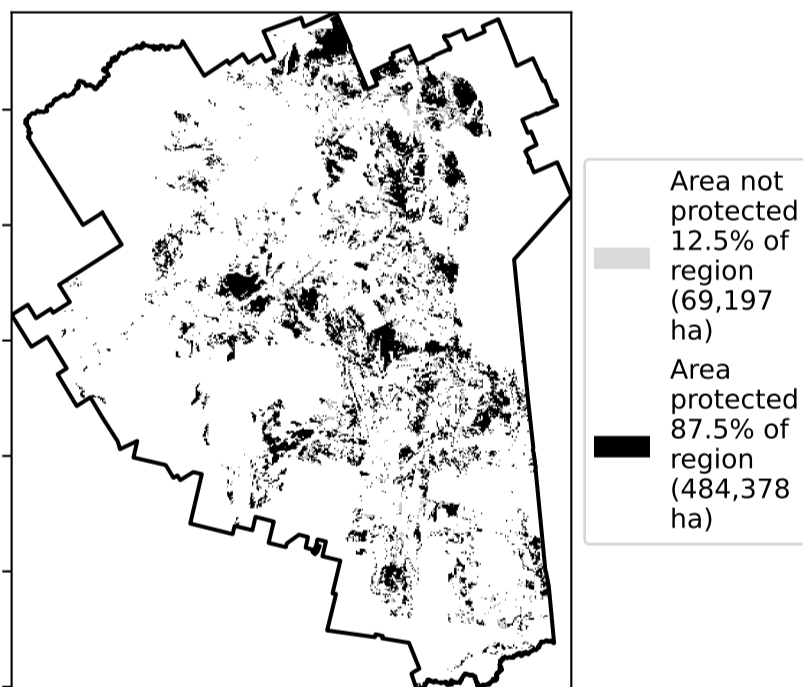 Area not
protected
12.5% of
region
(69,197
ha)
Area
protected
87.5% of
region
(484,378
ha)